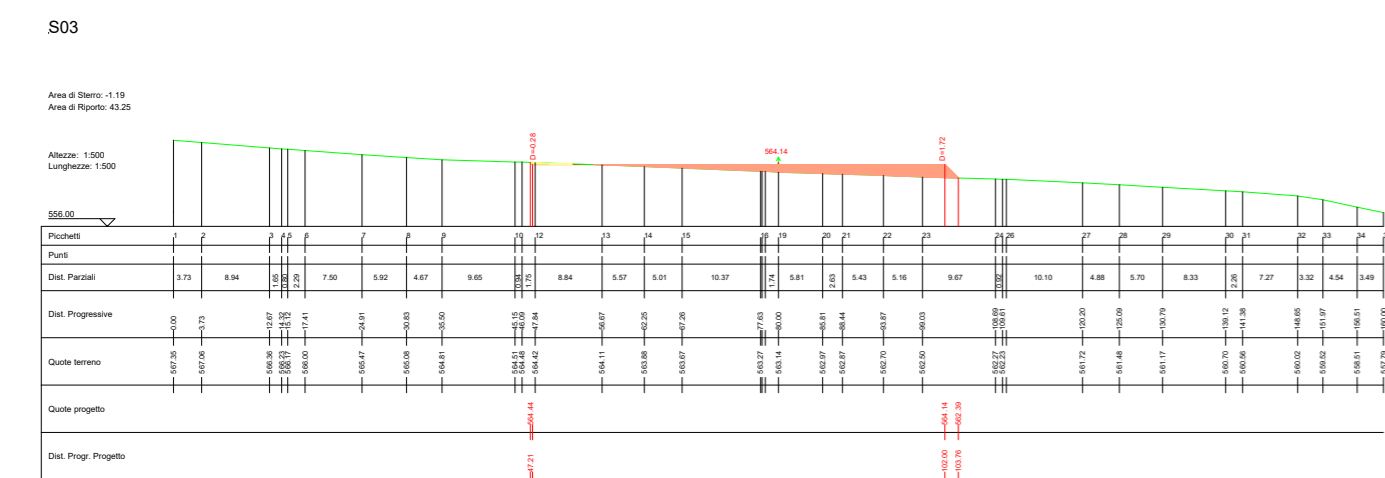 S03
Area di Sterro: -1.19
Area di Riporto: 43.25
Altezze: 1:500
Lunghezze: 1:500
D=-0.28
564.14
D=1.72
556.00
Picchetti 1 2 3 4 5 6 7 8 9 10 12 13 14 15 16 19 20 21 22 23 24 26 27 28 29 30 31 32 33 34
Punti
Dist. Parziali 3.73 8.94 1.65 0.80 2.29 7.50 5.92 4.67 9.65 0.94 1.75 8.84 5.57 5.01 10.37 1.74 5.81 2.63 5.43 5.16 9.67 0.92 10.10 4.88 5.70 8.33 2.26 7.27 3.32 4.54 3.49
Dist. Progressive 0.00 3.73 12.67 14.32 15.12 17.41 24.91 30.83 35.50 45.15 46.09 47.84 56.67 62.25 67.26 77.63 80.00 85.81 88.44 93.87 99.03 108.69 109.61 120.20 125.09 130.79 139.12 141.38 148.65 151.97 156.51 160.00
Quote terreno 567.35 567.06 566.36 566.23 566.17 566.00 565.47 565.08 564.81 564.51 564.48 564.42 564.11 563.88 563.67 563.27 563.14 562.97 562.87 562.70 562.50 562.27 562.23 561.72 561.48 561.17 560.70 560.56 560.02 559.52 558.51
Quote progetto 564.44 564.14 562.39
Dist. Progr. Progetto 47.21 102.00 103.76